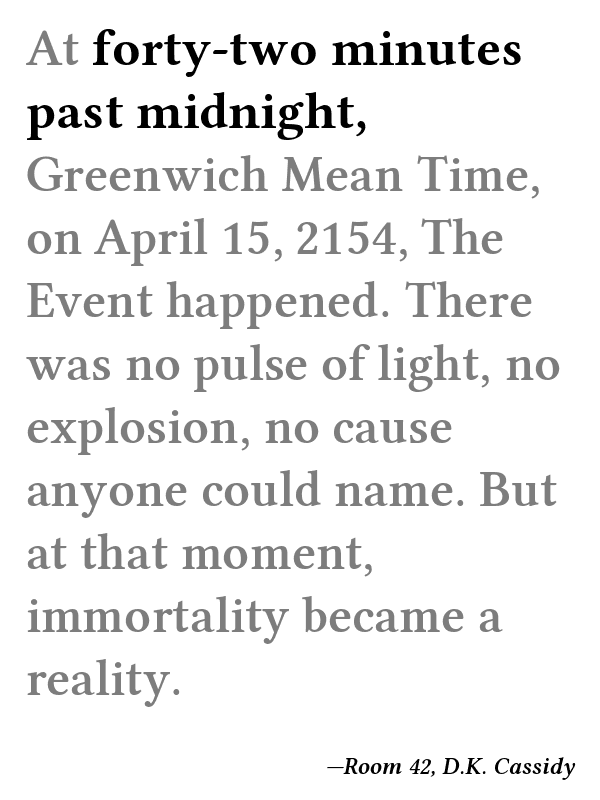 At forty-two minutes
past midnight,
Greenwich Mean Time,
on April 15, 2154, The
Event happened. There
was no pulse of light, no
explosion, no cause
anyone could name. But
at that moment,
immortality became a
reality.
—Room 42, D.K. Cassidy